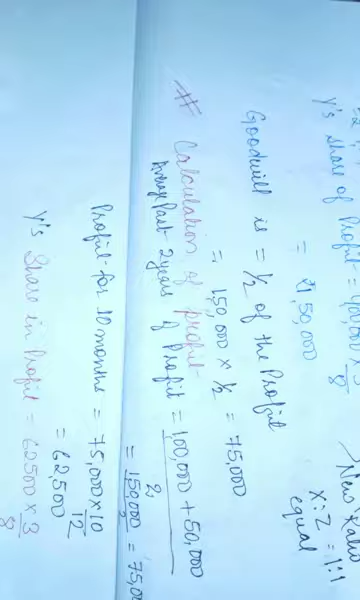 Y's share of Profit = 400,000 × 3/8
= 1,50,000
New Ratio
X:Z = 1:1
equal
Goodwill is = 1/2 of the Profit
= 150,000 × 1/2 = 75,000
# Calculation of profit
Average Past 2 years of Profit = 1,00,000 + 50,000
2
= 150,000/2 = 75,00
Profit for 10 months = 75,000 × 10/12
= 62,500
Y's Share in Profit = 62500 × 3/8